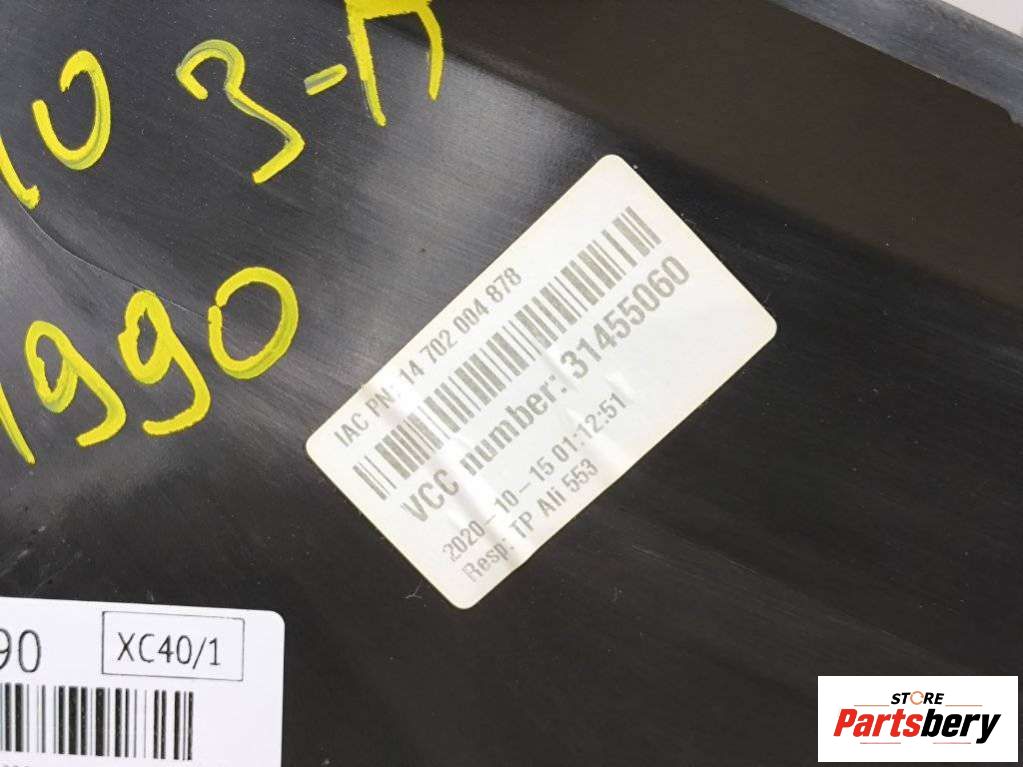 103-П
1990
IAC PN: 14 702 004 878
VCC number: 31455060
2020-10-15 01:12:51
Resp: TP Ali 553
90
XC40/1
STORE
Partsbery